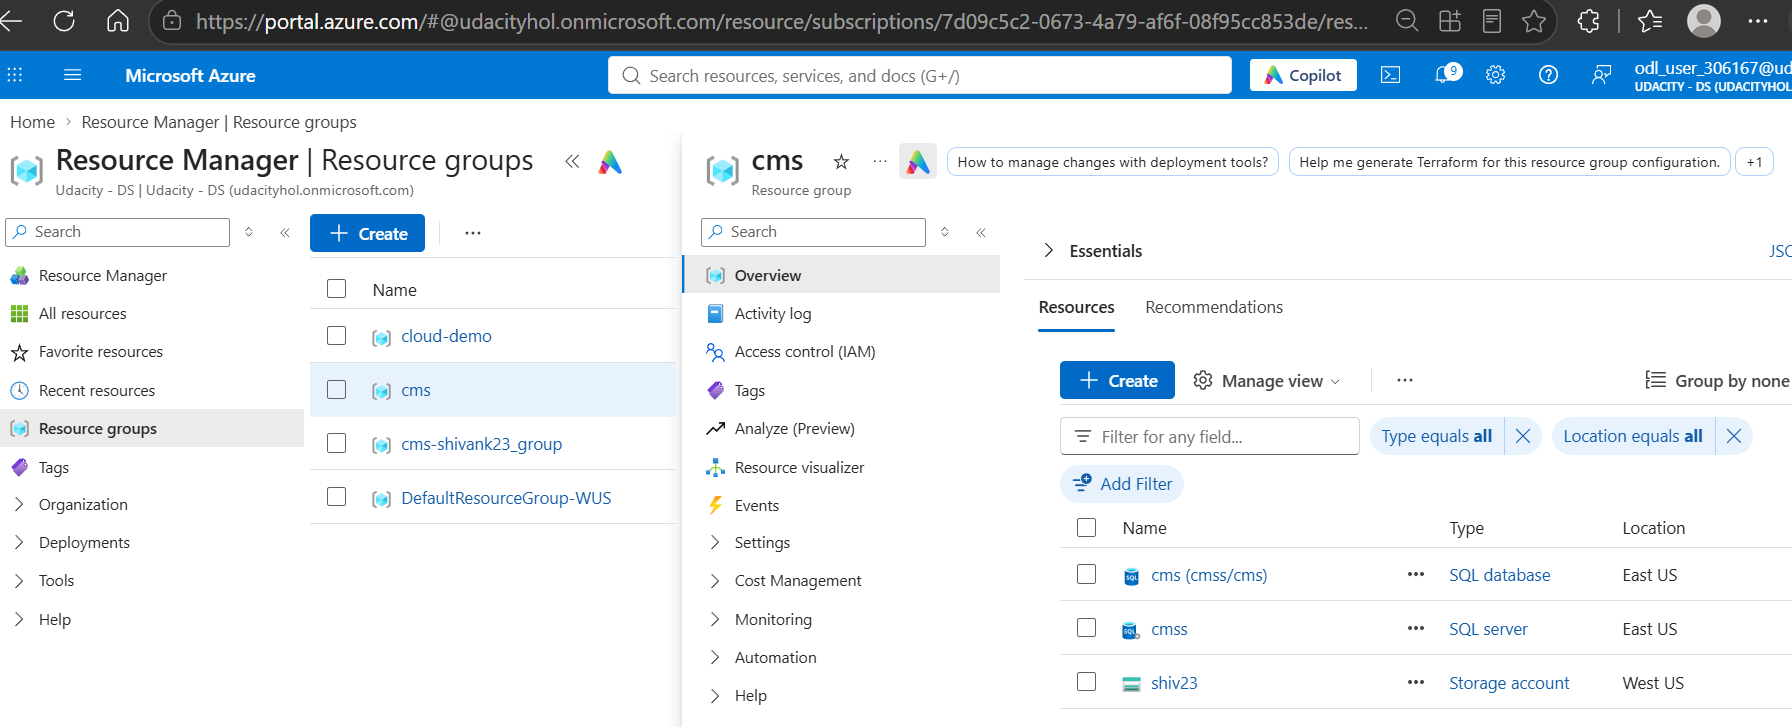 https://portal.azure.com/#@udacityhol.onmicrosoft.com/resource/subscriptions/7d09c5c2-0673-4a79-af6f-08f95cc853de/res...
Microsoft Azure
Search resources, services, and docs (G+/)
Copilot
9
odl_user_306167@ud
UDACITY - DS (UDACITYHOL
Home > Resource Manager | Resource groups
Resource Manager | Resource groups
Udacity - DS | Udacity - DS (udacityhol.onmicrosoft.com)
Search
Resource Manager
All resources
Favorite resources
Recent resources
Resource groups
Tags
Organization
Deployments
Tools
Help
Create
Name
cloud-demo
cms
cms-shivank23_group
DefaultResourceGroup-WUS
cms
Resource group
How to manage changes with deployment tools?
Help me generate Terraform for this resource group configuration.
+1
Search
Overview
Activity log
Access control (IAM)
Tags
Analyze (Preview)
Resource visualizer
Events
Settings
Cost Management
Monitoring
Automation
Help
Essentials
JSO
Resources Recommendations
Create Manage view ... Group by none
Filter for any field...
Type equals all
Location equals all
Add Filter
Name Type Location
cms (cmss/cms) ... SQL database East US
cmss ... SQL server East US
shiv23 ... Storage account West US